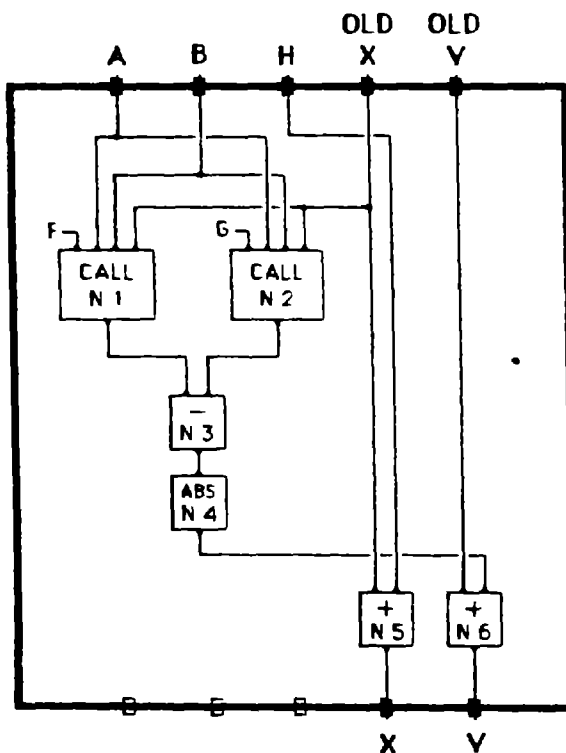 OLD OLD
A B H X Y
F G
CALL CALL
N 1 N 2
−
N 3
ABS
N 4
+ +
N 5 N 6
X Y